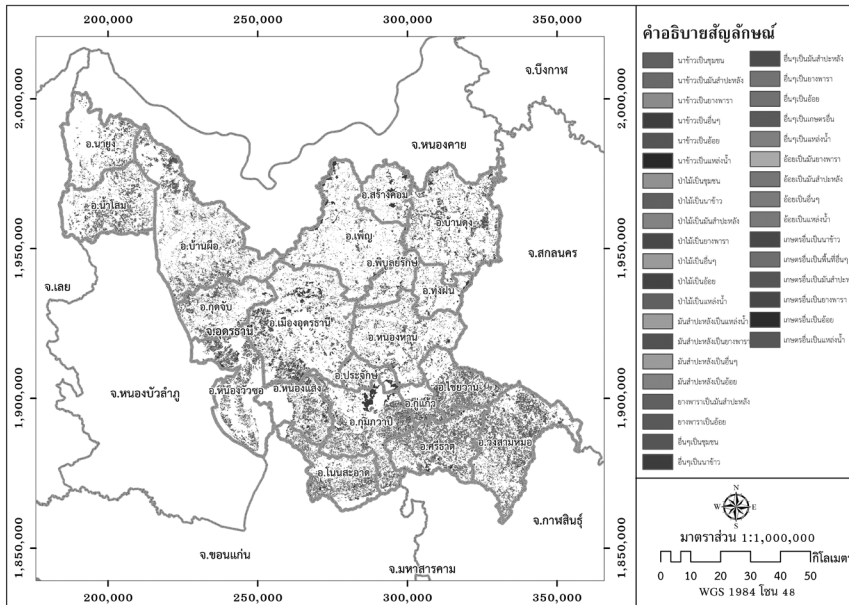 200,000 250,000 300,000 350,000
2,000,000
1,950,000
1,900,000
1,850,000
จ.บึงกาฬ
จ.หนองคาย
จ.สกลนคร
จ.เลย
จ.หนองบัวลำภู
จ.ขอนแก่น
จ.มหาสารคาม
จ.กาฬสินธุ์
จ.อุดรธานี
อ.นายูง
อ.น้ำโสม
อ.บ้านผือ
อ.กุดจับ
อ.เมืองอุดรธานี
อ.เพ็ญ
อ.สร้างคอม
อ.บ้านดุง
อ.พิบูลย์รักษ์
อ.ทุ่งฝน
อ.หนองหาน
อ.ประจักษ์
อ.หนองวัวซอ
อ.หนองแสง
อ.กุมภวาปี
อ.กู่แก้ว
อ.ไชยวาน
อ.ศรีธาตุ
อ.วังสามหมอ
อ.โนนสะอาด
2,000,000
1,950,000
1,900,000
1,850,000
200,000 250,000 300,000 350,000
คำอธิบายสัญลักษณ์
นาข้าวเป็นชุมชน
นาข้าวเป็นมันสำปะหลัง
นาข้าวเป็นยางพารา
นาข้าวเป็นอื่นๆ
นาข้าวเป็นอ้อย
นาข้าวเป็นแหล่งน้ำ
ป่าไม้เป็นชุมชน
ป่าไม้เป็นนาข้าว
ป่าไม้เป็นมันสำปะหลัง
ป่าไม้เป็นยางพารา
ป่าไม้เป็นอื่นๆ
ป่าไม้เป็นอ้อย
ป่าไม้เป็นแหล่งน้ำ
มันสำปะหลังเป็นแหล่งน้ำ
มันสำปะหลังเป็นยางพารา
มันสำปะหลังเป็นอื่นๆ
มันสำปะหลังเป็นอ้อย
ยางพาราเป็นมันสำปะหลัง
ยางพาราเป็นอ้อย
อื่นๆเป็นชุมชน
อื่นๆเป็นนาข้าว
อื่นๆเป็นมันสำปะหลัง
อื่นๆเป็นยางพารา
อื่นๆเป็นอ้อย
อื่นๆเป็นเกษตรอื่น
อื่นๆเป็นแหล่งน้ำ
อ้อยเป็นมันยางพารา
อ้อยเป็นมันสำปะหลัง
อ้อยเป็นอื่นๆ
อ้อยเป็นแหล่งน้ำ
เกษตรอื่นเป็นนาข้าว
เกษตรอื่นเป็นพื้นที่อื่นๆ
เกษตรอื่นเป็นมันสำปะ
เกษตรอื่นเป็นยางพารา
เกษตรอื่นเป็นอ้อย
เกษตรอื่นเป็นแหล่งน้ำ
N
W E
S
มาตราส่วน 1:1,000,000
กิโลเมตร
0 10 20 30 40 50
WGS 1984 โซน 48